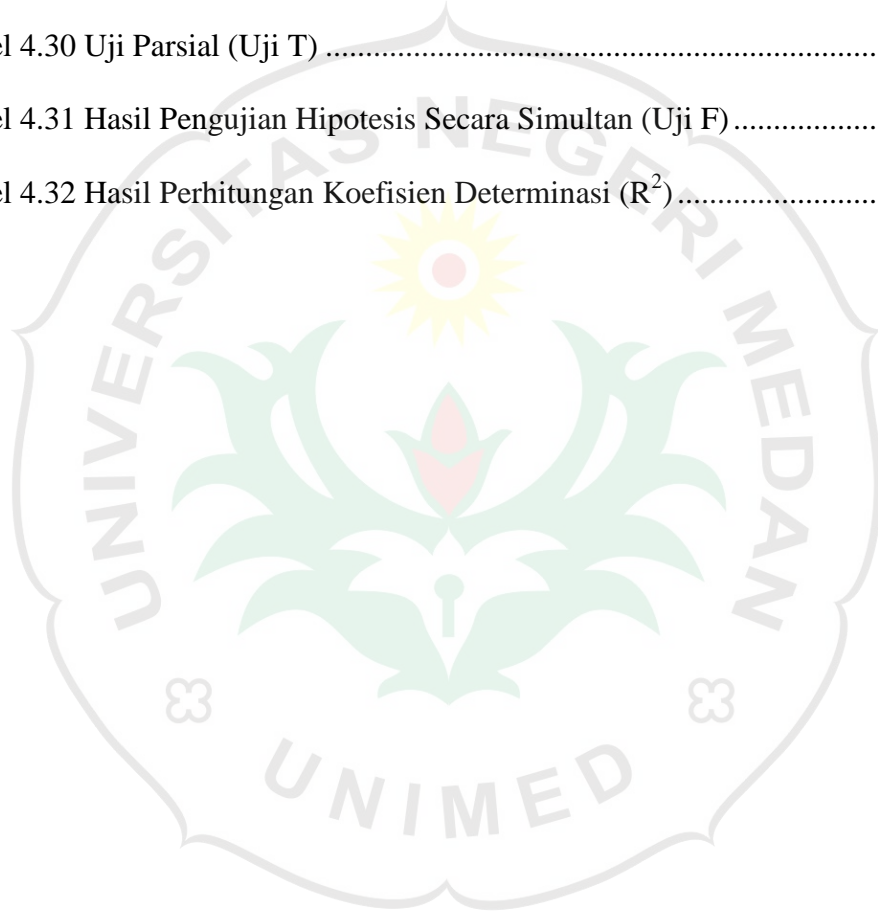 el 4.30 Uji Parsial (Uji T) ......................................................................
el 4.31 Hasil Pengujian Hipotesis Secara Simultan (Uji F) ..................
el 4.32 Hasil Perhitungan Koefisien Determinasi (R²) .........................
UNIVERSITAS NEGERI MEDAN
UNIMED